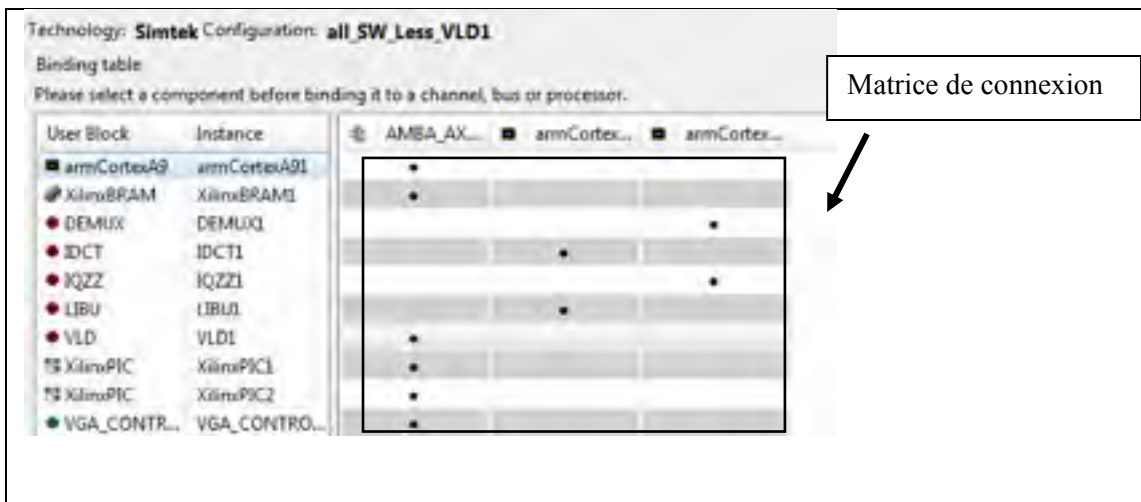 Technology: Simtek Configuration: all_SW_Less_VLD1
Binding table
Please select a component before binding it to a channel, bus or processor.
Matrice de connexion
User Block Instance AMBA_AX... armCortex... armCortex...
armCortexA9 armCortexA91
XilinxBRAM XilinxBRAM1
DEMUX DEMUX1
IDCT IDCT1
IQZZ IQZZ1
LIBU LIBU1
VLD VLD1
XilinxPIC XilinxPIC1
XilinxPIC XilinxPIC2
VGA_CONTR... VGA_CONTRO...